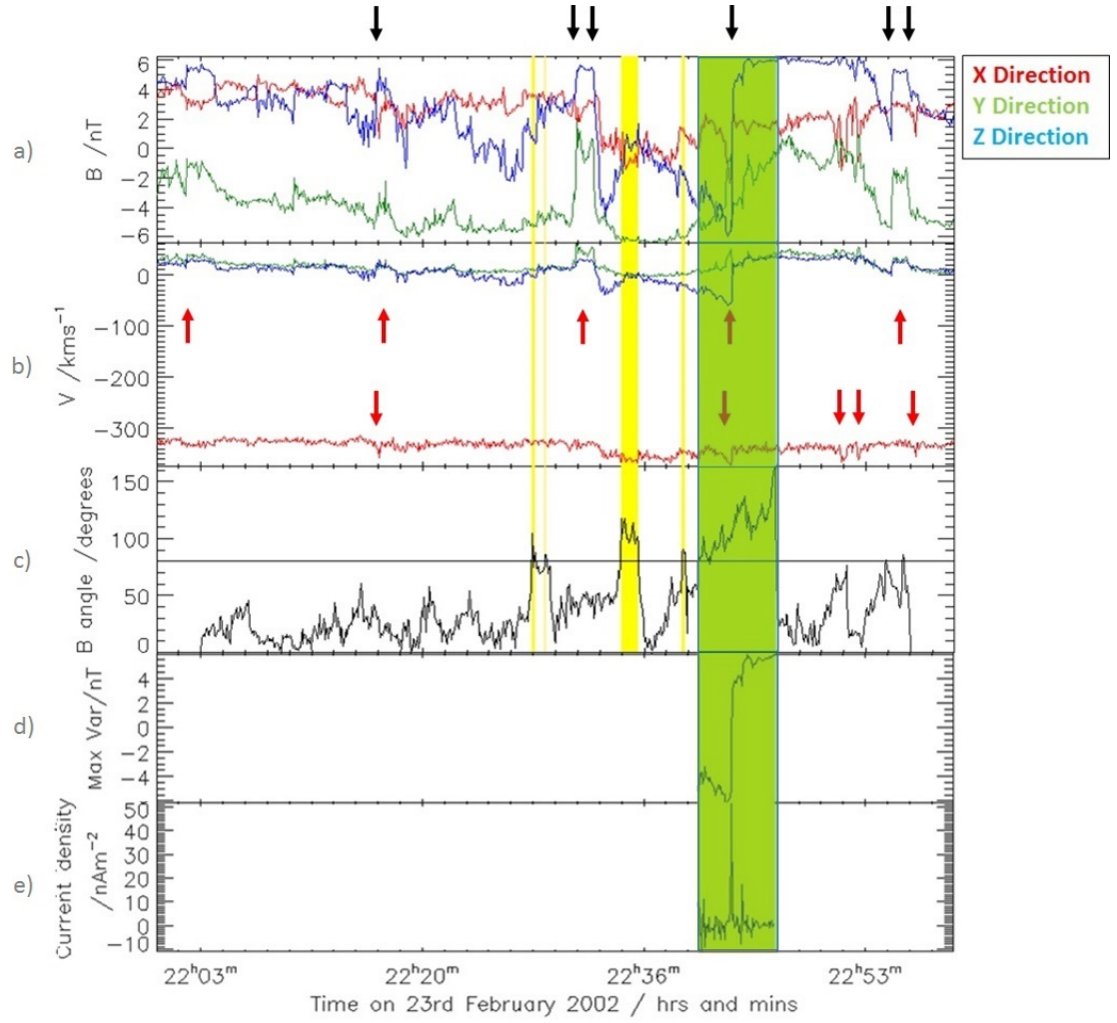 6
4
2
0
−2
−4
−6
a)
B /nT
X Direction
Y Direction
Z Direction
0
−100
−200
−300
b)
V /kms⁻¹
150
100
50
0
c)
B angle /degrees
4
2
0
−2
−4
d)
Max Var/nT
50
40
30
20
10
0
−10
e)
Current density
/nAm⁻²
22ʰ03ᵐ 22ʰ20ᵐ 22ʰ36ᵐ 22ʰ53ᵐ
Time on 23rd February 2002 / hrs and mins